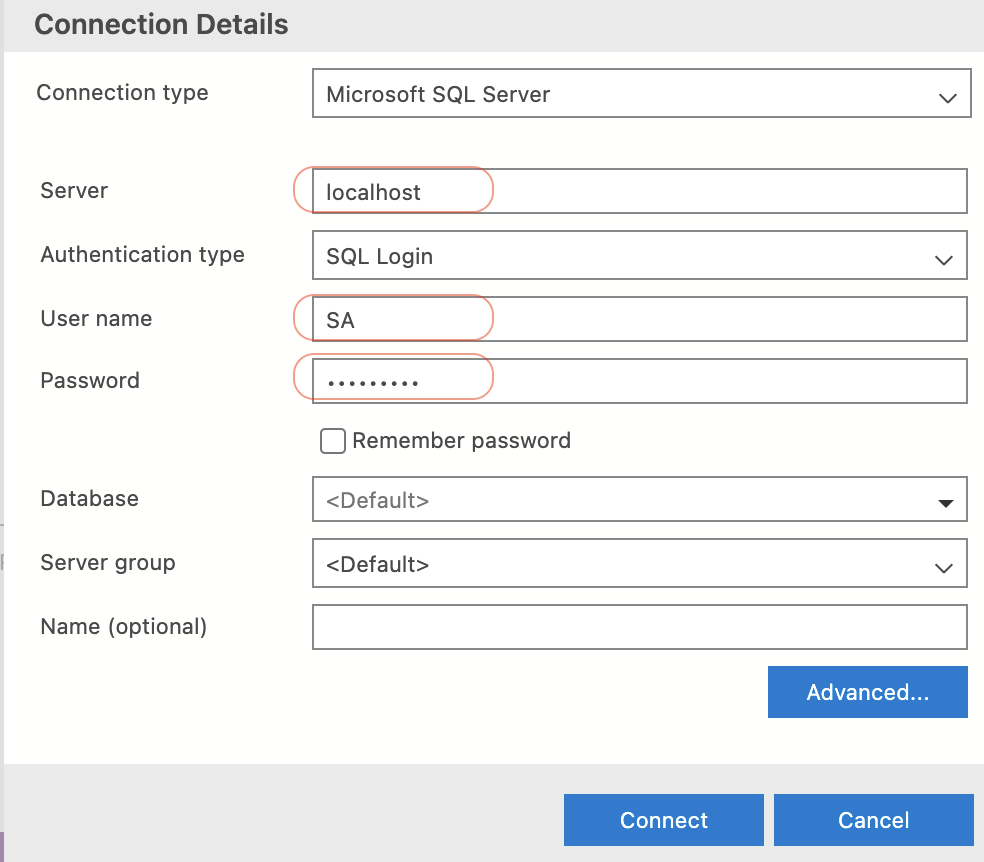 Connection Details
Connection type
Microsoft SQL Server
Server
localhost
Authentication type
SQL Login
User name
SA
Password
•••••••••
Remember password
Database
<Default>
Server group
<Default>
Name (optional)
Advanced...
Connect
Cancel